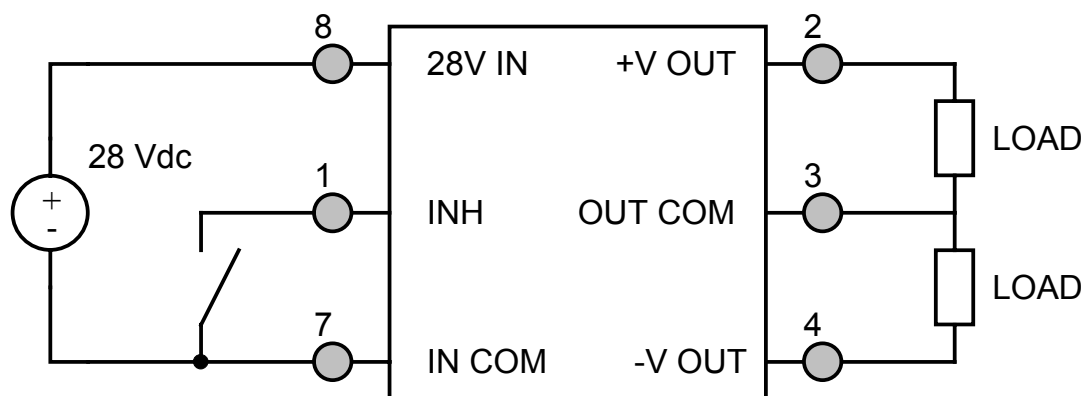 8
2
28V IN
+V OUT
LOAD
28 Vdc
1
3
+
-
INH
OUT COM
LOAD
7
4
IN COM
-V OUT